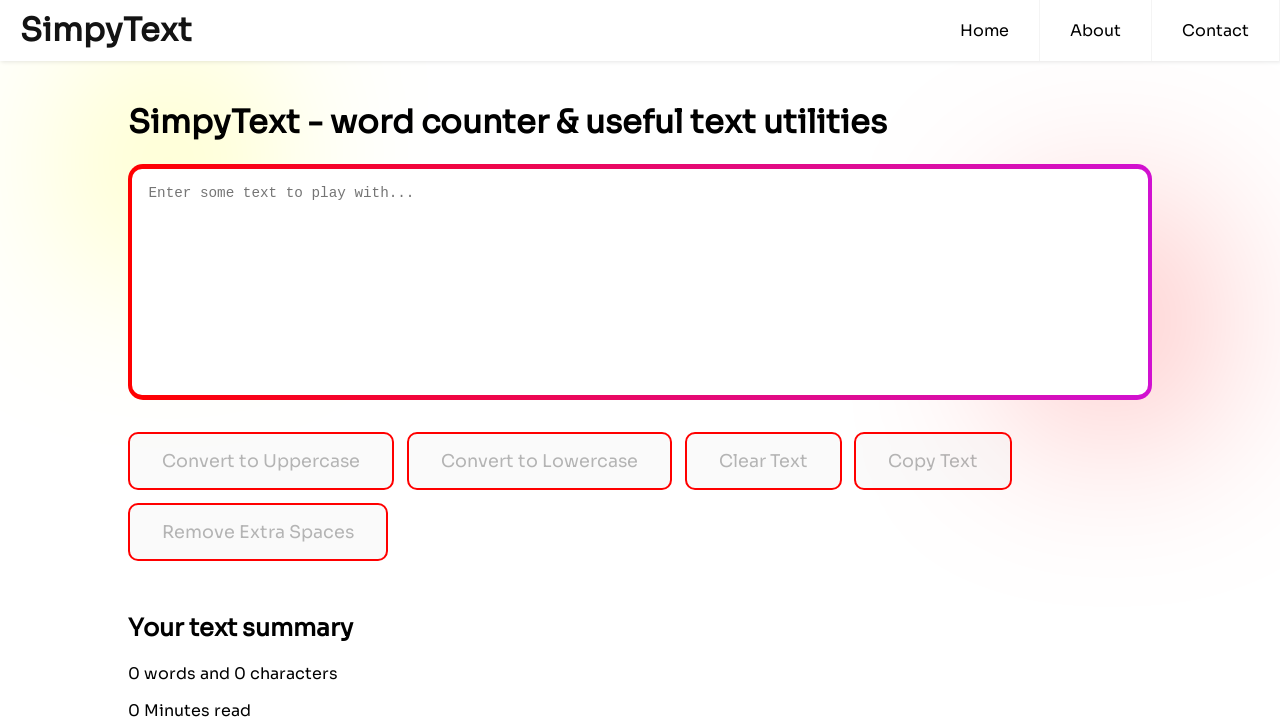 SimpyText
Home
About
Contact
SimpyText - word counter & useful text utilities
Enter some text to play with...
Convert to Uppercase
Convert to Lowercase
Clear Text
Copy Text
Remove Extra Spaces
Your text summary
0 words and 0 characters
0 Minutes read